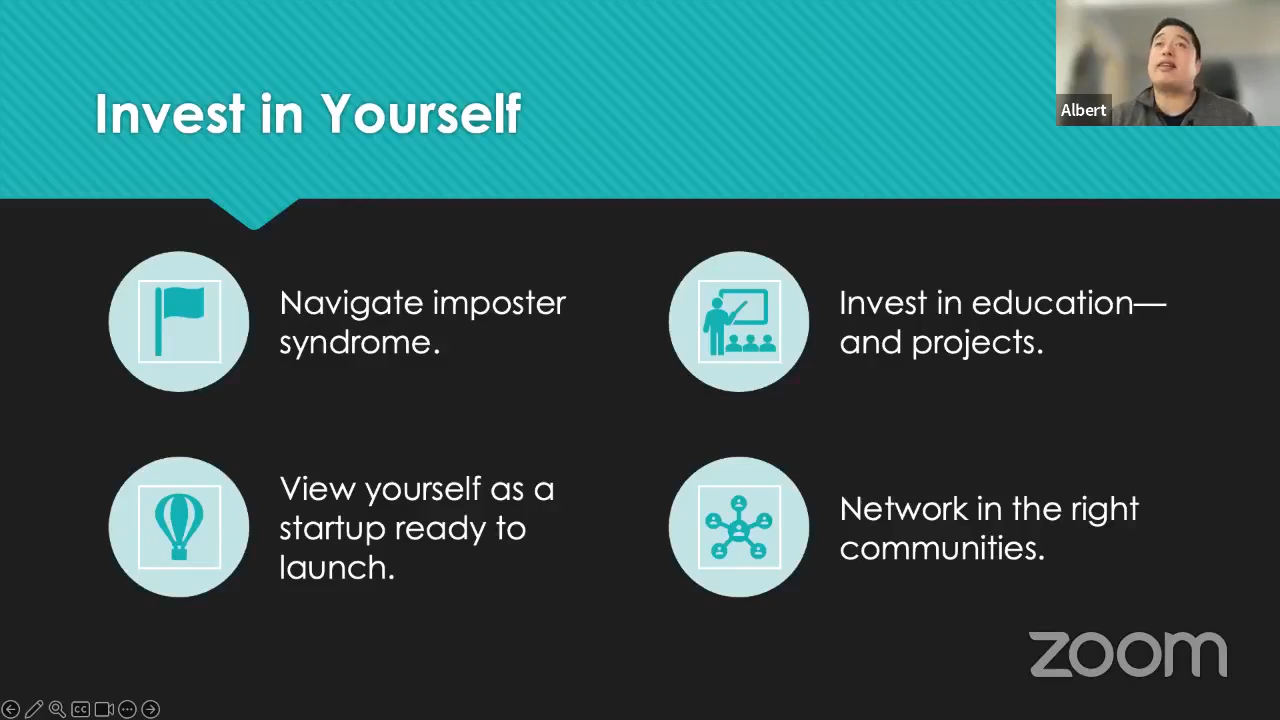 Invest in Yourself
Albert
Navigate imposter
syndrome.
Invest in education—
and projects.
View yourself as a
startup ready to
launch.
Network in the right
communities.
zoom
CC